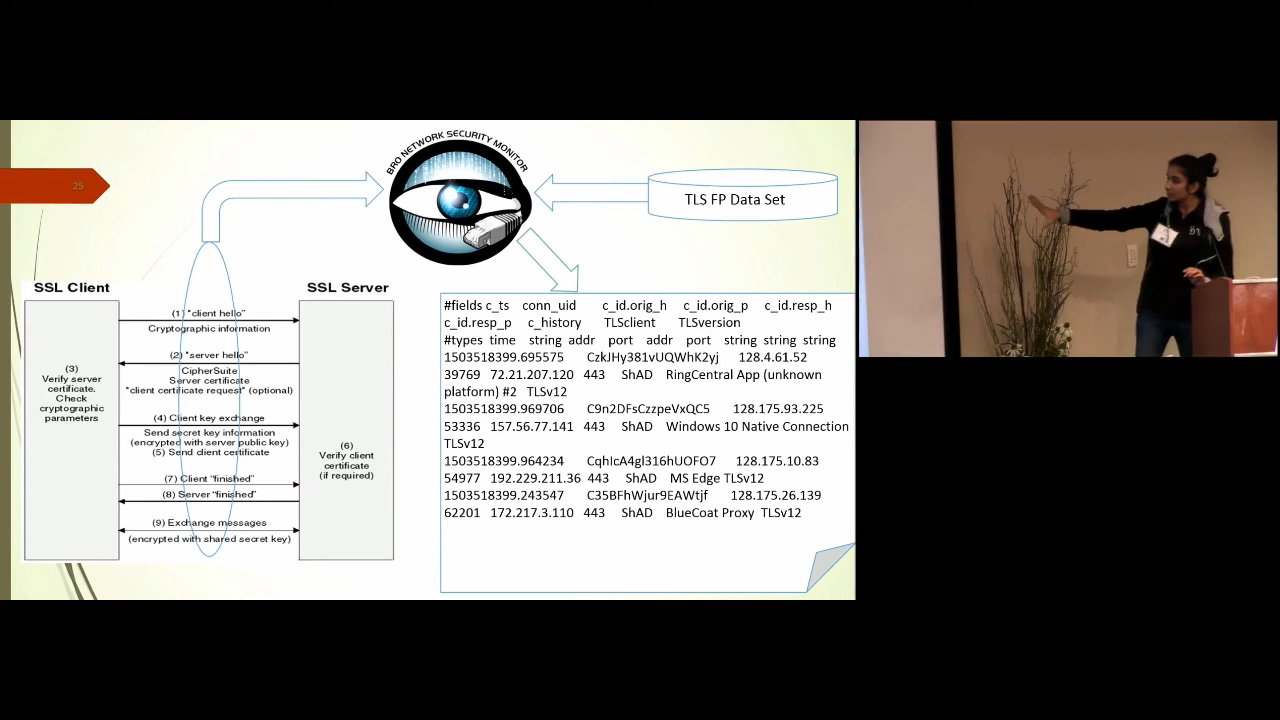 25
BRO NETWORK SECURITY MONITOR
TLS FP Data Set
SSL Client
SSL Server
(1) "client hello"
Cryptographic information
(2) "server hello"
CipherSuite
Server certificate
"client certificate request" (optional)
(3)
Verify server
certificate.
Check
cryptographic
parameters
(4) Client key exchange
Send secret key information
(encrypted with server public key)
(5) Send client certificate
(6)
Verify client
certificate
(if required)
(7) Client "finished"
(8) Server "finished"
(9) Exchange messages
(encrypted with shared secret key)
#fields c_ts conn_uid c_id.orig_h c_id.orig_p c_id.resp_h
c_id.resp_p c_history TLSclient TLSversion
#types time string addr port addr port string string string
1503518399.695575 CzkJHy381vUQWhK2yj 128.4.61.52
39769 72.21.207.120 443 ShAD RingCentral App (unknown
platform) #2 TLSv12
1503518399.969706 C9n2DFsCzzpeVxQC5 128.175.93.225
53336 157.56.77.141 443 ShAD Windows 10 Native Connection
TLSv12
1503518399.964234 CqhIcA4gl316hUOFO7 128.175.10.83
54977 192.229.211.36 443 ShAD MS Edge TLSv12
1503518399.243547 C35BFhWjur9EAWtjf 128.175.26.139
62201 172.217.3.110 443 ShAD BlueCoat Proxy TLSv12